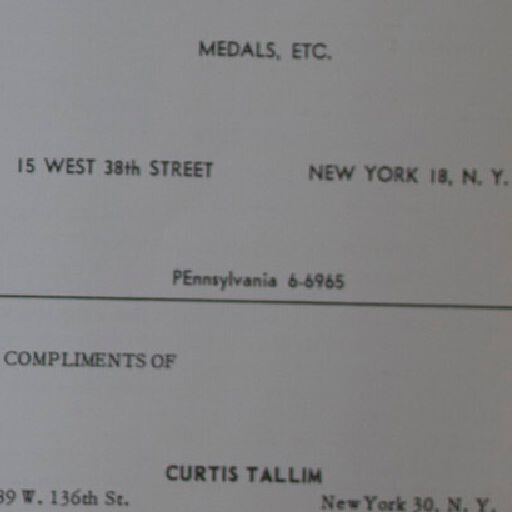 MEDALS, ETC.
15 WEST 38th STREET NEW YORK 18, N. Y.
PEnnsylvania 6-6965
COMPLIMENTS OF
CURTIS TALLIM
39 W. 136th St. New York 30, N. Y.